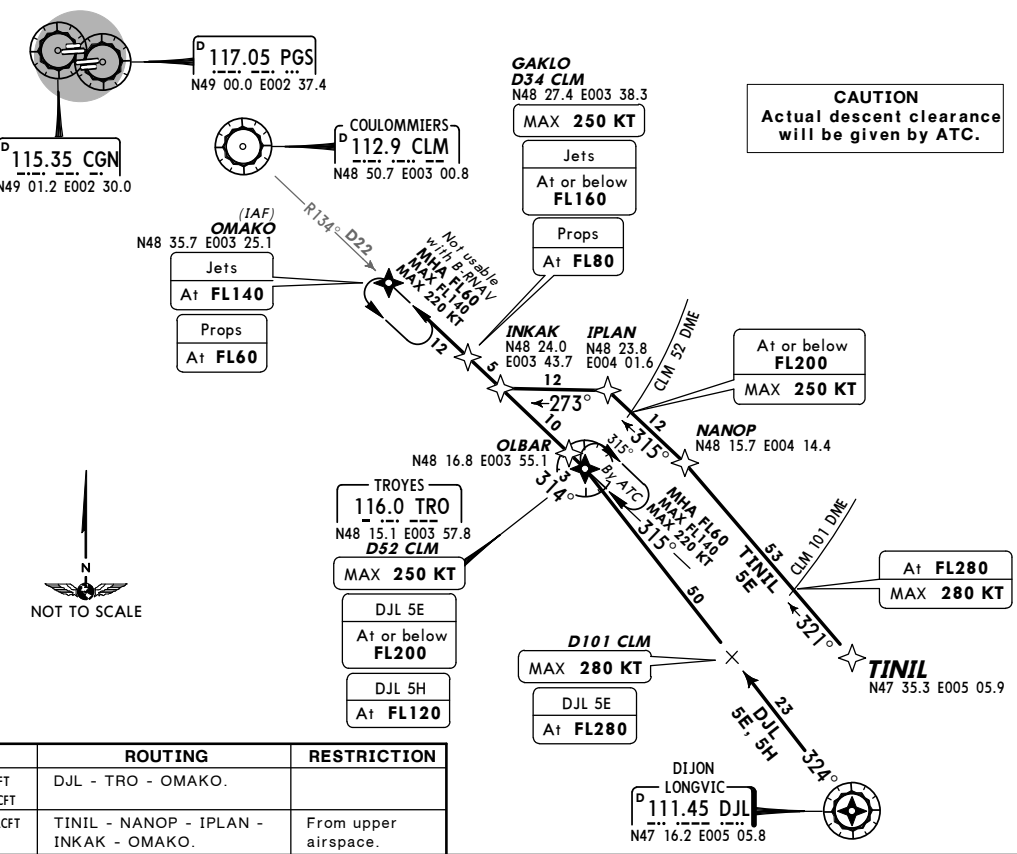 D 117.05 PGS
N49 00.0 E002 37.4
D 115.35 CGN
N49 01.2 E002 30.0
COULOMMIERS
D 112.9 CLM
N48 50.7 E003 00.8
GAKLO
D34 CLM
N48 27.4 E003 38.3
MAX 250 KT
Jets
At or below
FL160
Props
At FL80
CAUTION
Actual descent clearance
will be given by ATC.
(IAF)
OMAKO
N48 35.7 E003 25.1
Jets
At FL140
Props
At FL60
R134° D22
Not usable
with B-RNAV
MHA FL60
MAX FL140
MAX 220 KT
12
5
INKAK
N48 24.0
E003 43.7
IPLAN
N48 23.8
E004 01.6
12
273°
CLM 52 DME
At or below
FL200
MAX 250 KT
12
315°
NANOP
N48 15.7 E004 14.4
10
OLBAR
N48 16.8 E003 55.1
3
314°
315°
By ATC
MHA FL60
MAX FL140
MAX 220 KT
315°
TROYES
116.0 TRO
N48 15.1 E003 57.8
D52 CLM
MAX 250 KT
DJL 5E
At or below
FL200
DJL 5H
At FL120
N
NOT TO SCALE
TINIL
5E
53
CLM 101 DME
At FL280
MAX 280 KT
321°
TINIL
N47 35.3 E005 05.9
50
D101 CLM
MAX 280 KT
DJL 5E
At FL280
23
DJL
5E, 5H
324°
DIJON
LONGVIC
D 111.45 DJL
N47 16.2 E005 05.8
ROUTING
RESTRICTION
DJL - TRO - OMAKO.
TINIL - NANOP - IPLAN -
INKAK - OMAKO.
From upper
airspace.